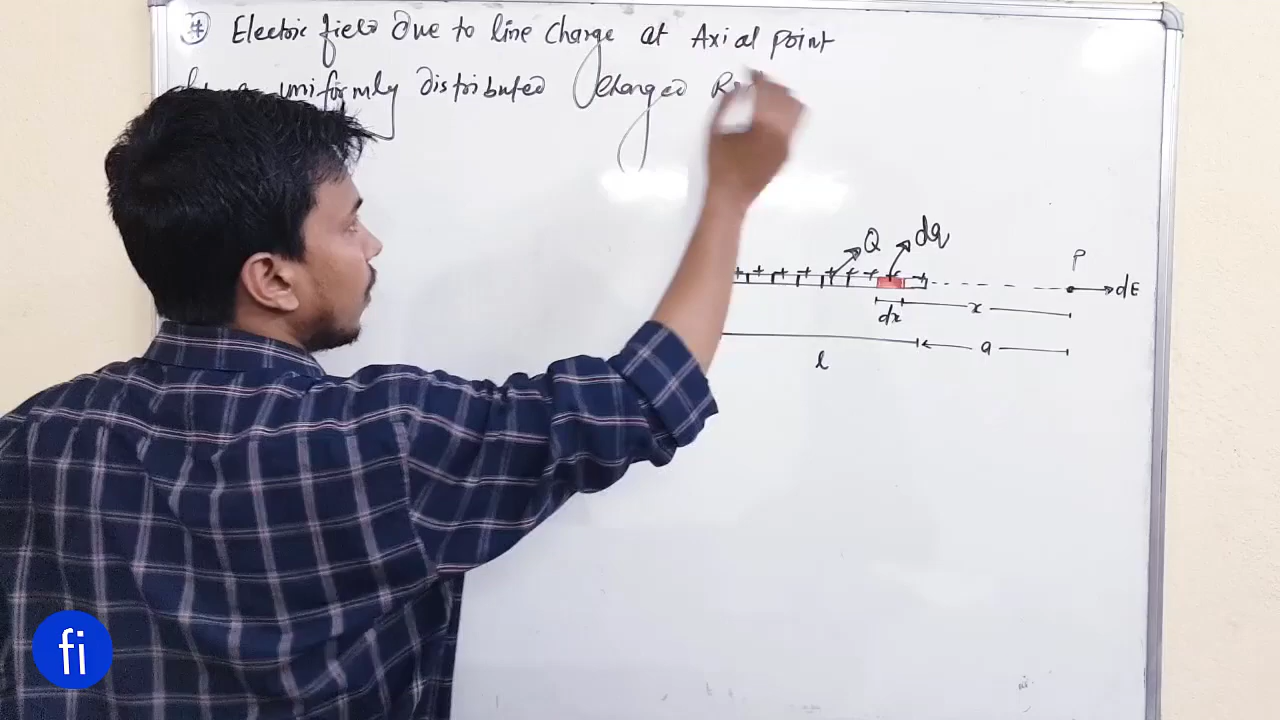 # Electric field Due to line charge at Axial point
uniformly distributed charged
Q
dq
P
dE
dx
x
l
a
fi